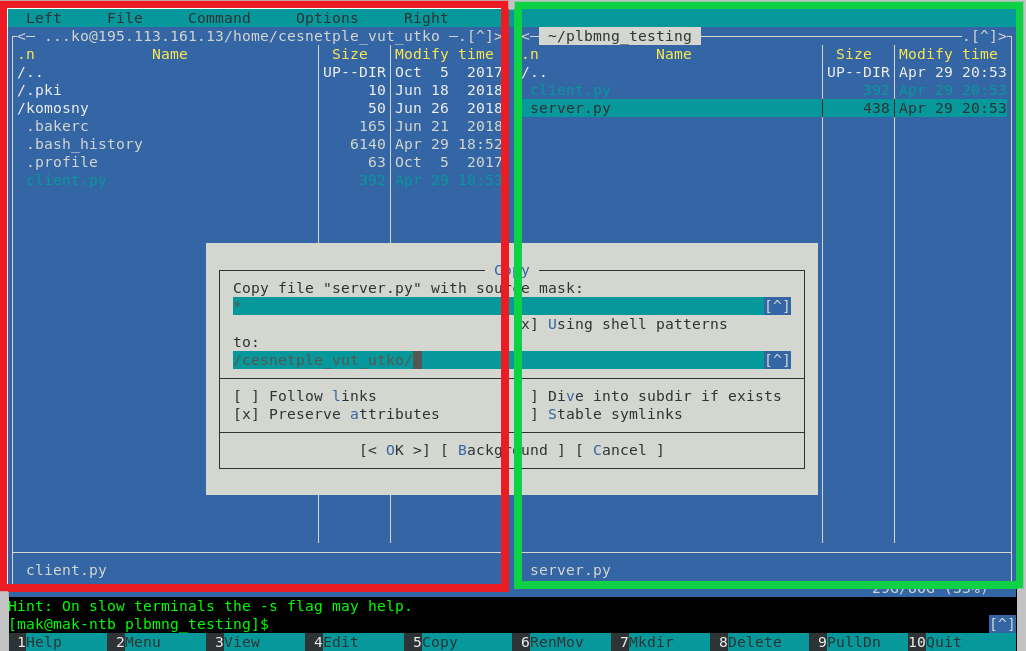 Left File Command Options Right
<─ ...ko@195.113.161.13/home/cesnetple_vut_utko ─.[^]>
<─ ~/plbmng_testing .[^]>
.n Name Size Modify time
.n Name Size Modify time
/.. UP--DIR Oct 5 2017
/.. UP--DIR Apr 29 20:53
/.pki 10 Jun 18 2018
client.py 392 Apr 29 20:53
/komosny 50 Jun 26 2018
server.py 438 Apr 29 20:53
.bakerc 165 Jun 21 2018
.bash_history 6140 Apr 29 18:52
.profile 63 Oct 5 2017
client.py 392 Apr 29 18:53
Copy
Copy file "server.py" with source mask:
* [^]
x] Using shell patterns
to:
/cesnetple_vut_utko/ [^]
[ ] Follow links ] Dive into subdir if exists
[x] Preserve attributes ] Stable symlinks
[< OK >] [ Background ] [ Cancel ]
client.py
server.py
Hint: On slow terminals the -s flag may help.
[mak@mak-ntb plbmng_testing]$ [^]
1Help 2Menu 3View 4Edit 5Copy 6RenMov 7Mkdir 8Delete 9PullDn 10Quit